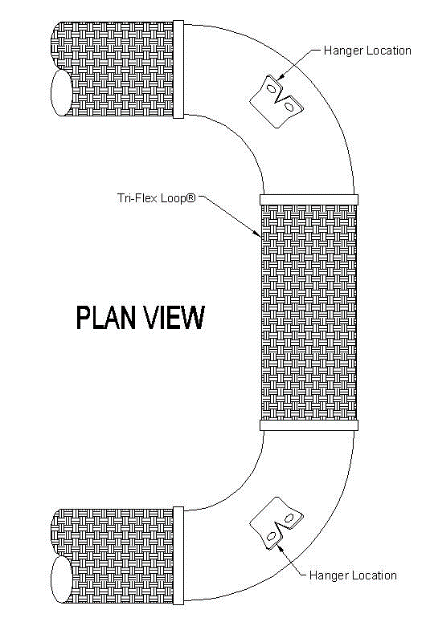 Hanger Location
Tri-Flex Loop®
PLAN VIEW
Hanger Location